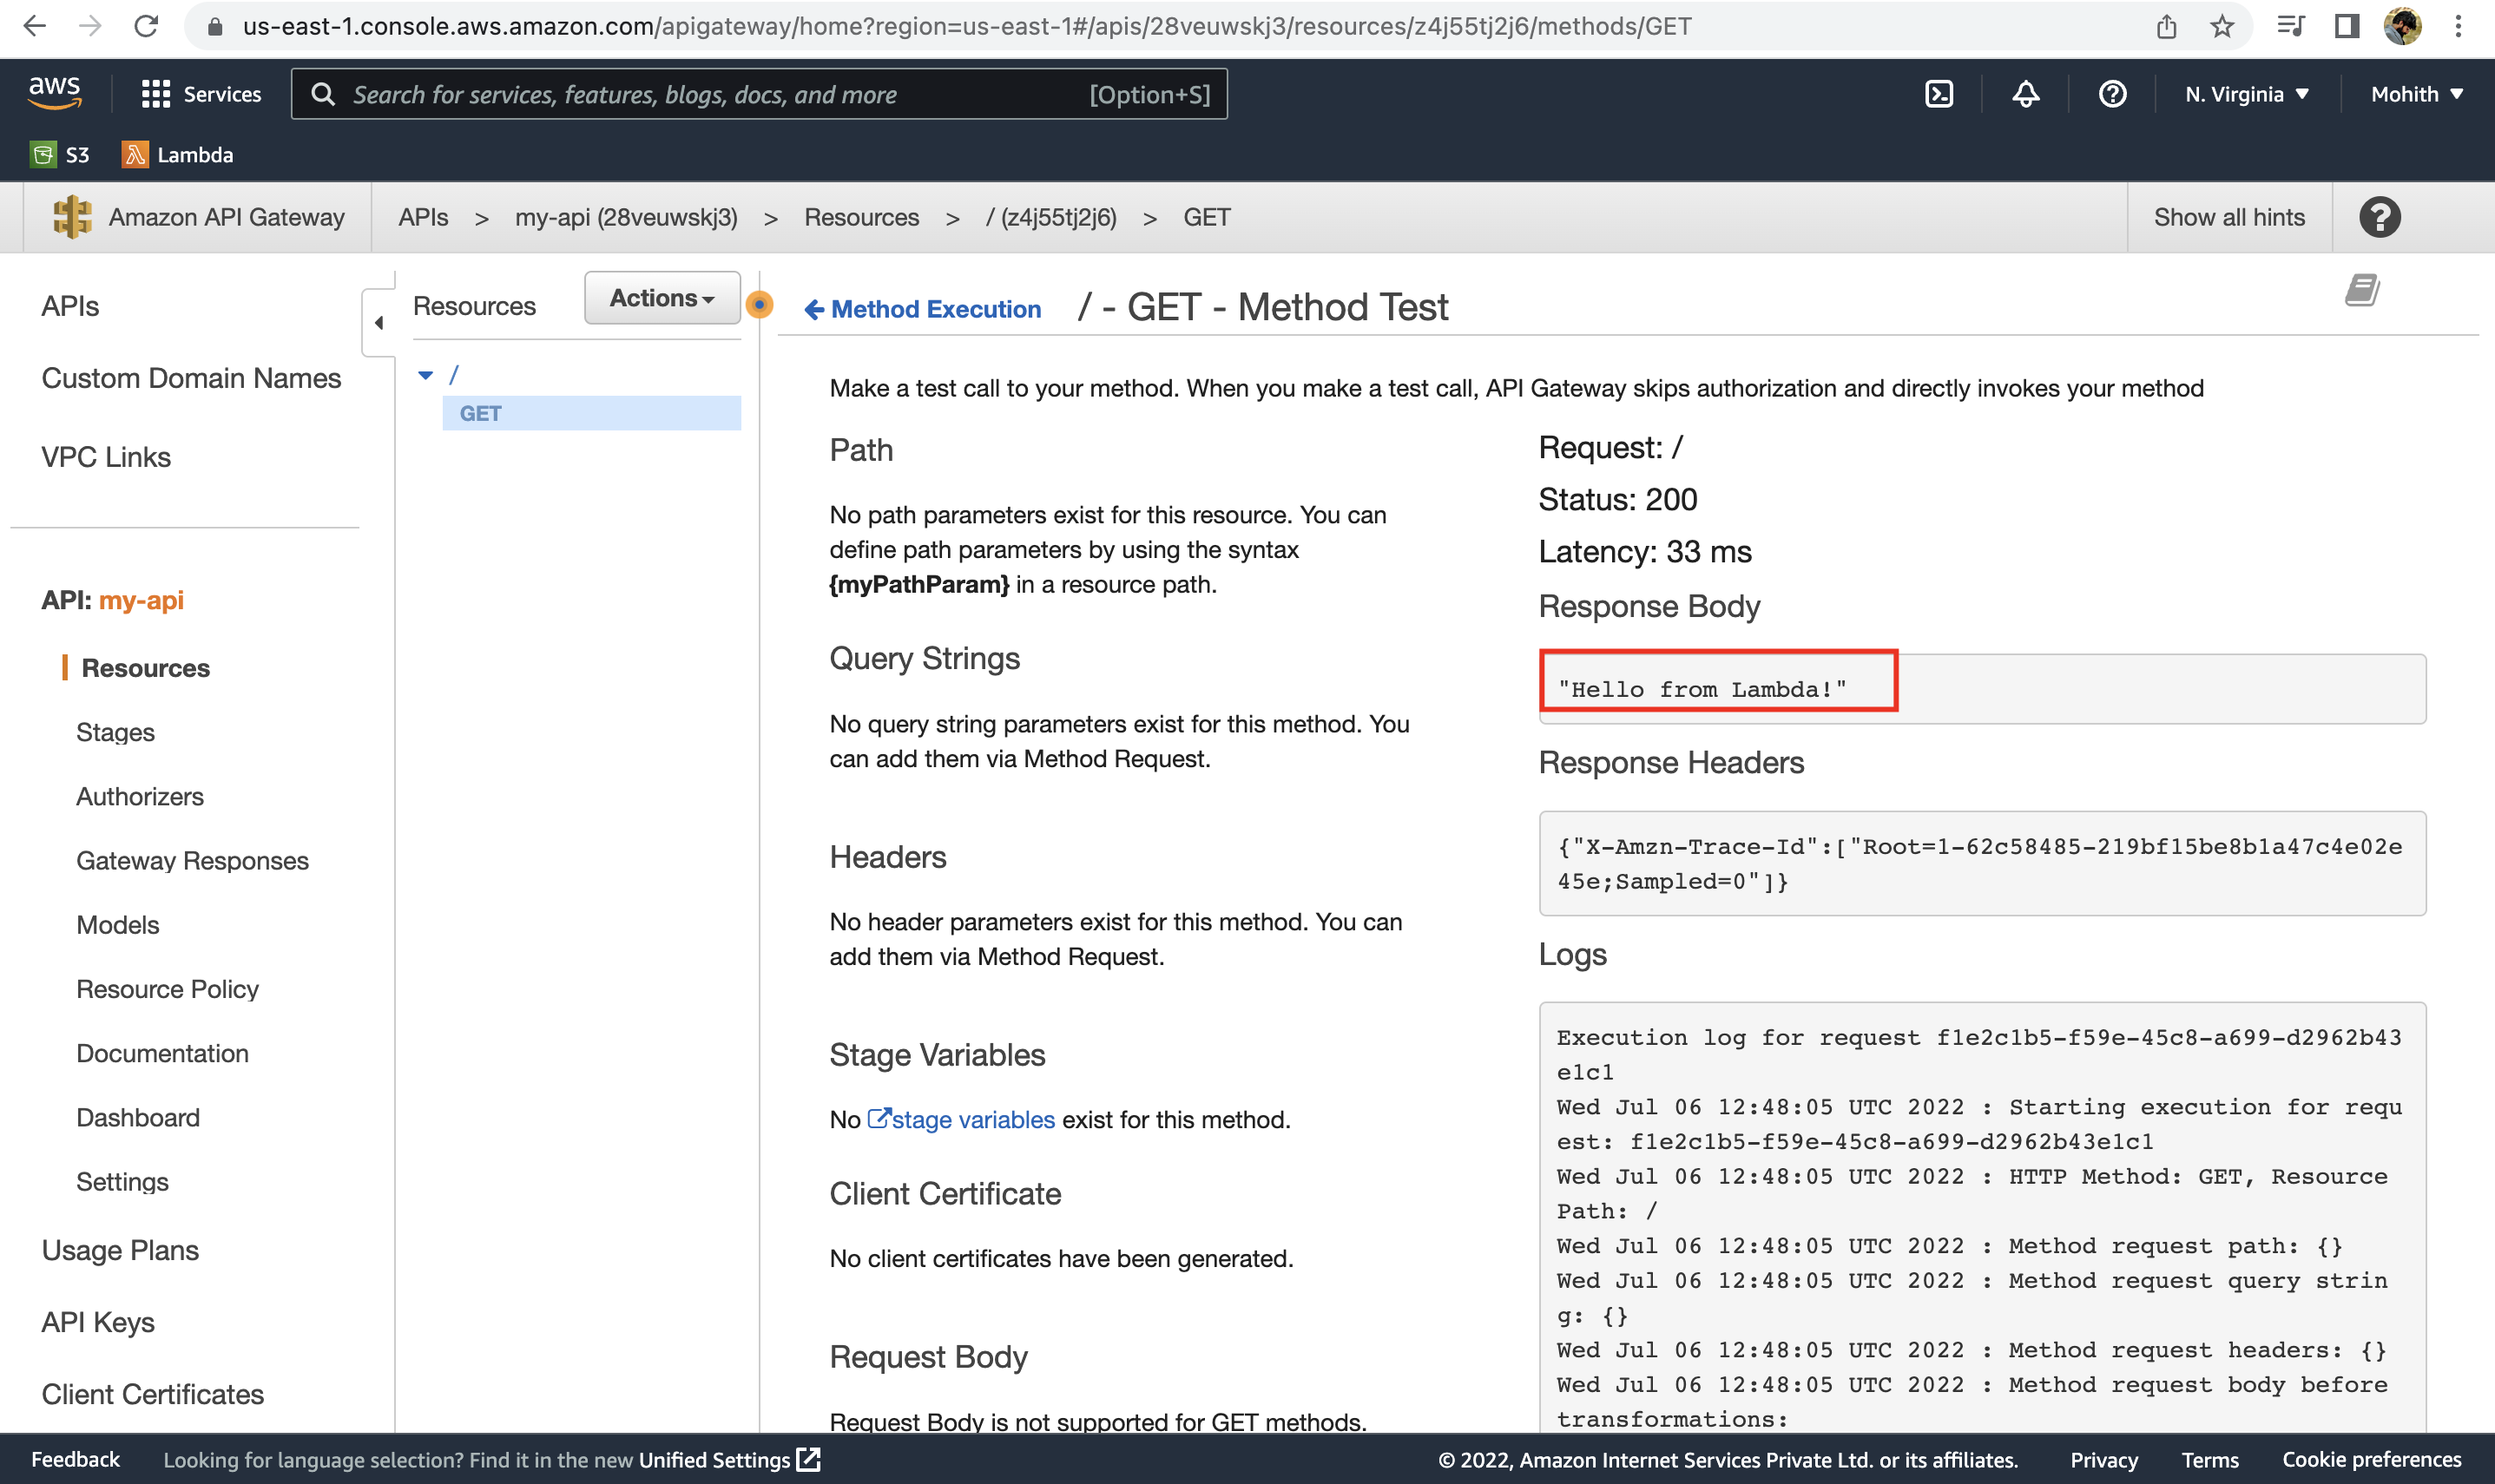 us-east-1.console.aws.amazon.com/apigateway/home?region=us-east-1#/apis/28veuwskj3/resources/z4j55tj2j6/methods/GET
aws
Services
Search for services, features, blogs, docs, and more
[Option+S]
N. Virginia ▼
Mohith ▼
S3
Lambda
Amazon API Gateway
APIs > my-api (28veuwskj3) > Resources > / (z4j55tj2j6) > GET
Show all hints
APIs
Custom Domain Names
VPC Links
API: my-api
Resources
Stages
Authorizers
Gateway Responses
Models
Resource Policy
Documentation
Dashboard
Settings
Usage Plans
API Keys
Client Certificates
Resources
Actions
/
GET
Method Execution
/ - GET - Method Test
Make a test call to your method. When you make a test call, API Gateway skips authorization and directly invokes your method
Path
No path parameters exist for this resource. You can
define path parameters by using the syntax
{myPathParam} in a resource path.
Query Strings
No query string parameters exist for this method. You
can add them via Method Request.
Headers
No header parameters exist for this method. You can
add them via Method Request.
Stage Variables
No stage variables exist for this method.
Client Certificate
No client certificates have been generated.
Request Body
Request Body is not supported for GET methods.
Request: /
Status: 200
Latency: 33 ms
Response Body
"Hello from Lambda!"
Response Headers
{"X-Amzn-Trace-Id":["Root=1-62c58485-219bf15be8b1a47c4e02e
45e;Sampled=0"]}
Logs
Execution log for request f1e2c1b5-f59e-45c8-a699-d2962b43
e1c1
Wed Jul 06 12:48:05 UTC 2022 : Starting execution for requ
est: f1e2c1b5-f59e-45c8-a699-d2962b43e1c1
Wed Jul 06 12:48:05 UTC 2022 : HTTP Method: GET, Resource
Path: /
Wed Jul 06 12:48:05 UTC 2022 : Method request path: {}
Wed Jul 06 12:48:05 UTC 2022 : Method request query strin
g: {}
Wed Jul 06 12:48:05 UTC 2022 : Method request headers: {}
Wed Jul 06 12:48:05 UTC 2022 : Method request body before
transformations:
Feedback
Looking for language selection? Find it in the new Unified Settings
© 2022, Amazon Internet Services Private Ltd. or its affiliates.
Privacy
Terms
Cookie preferences